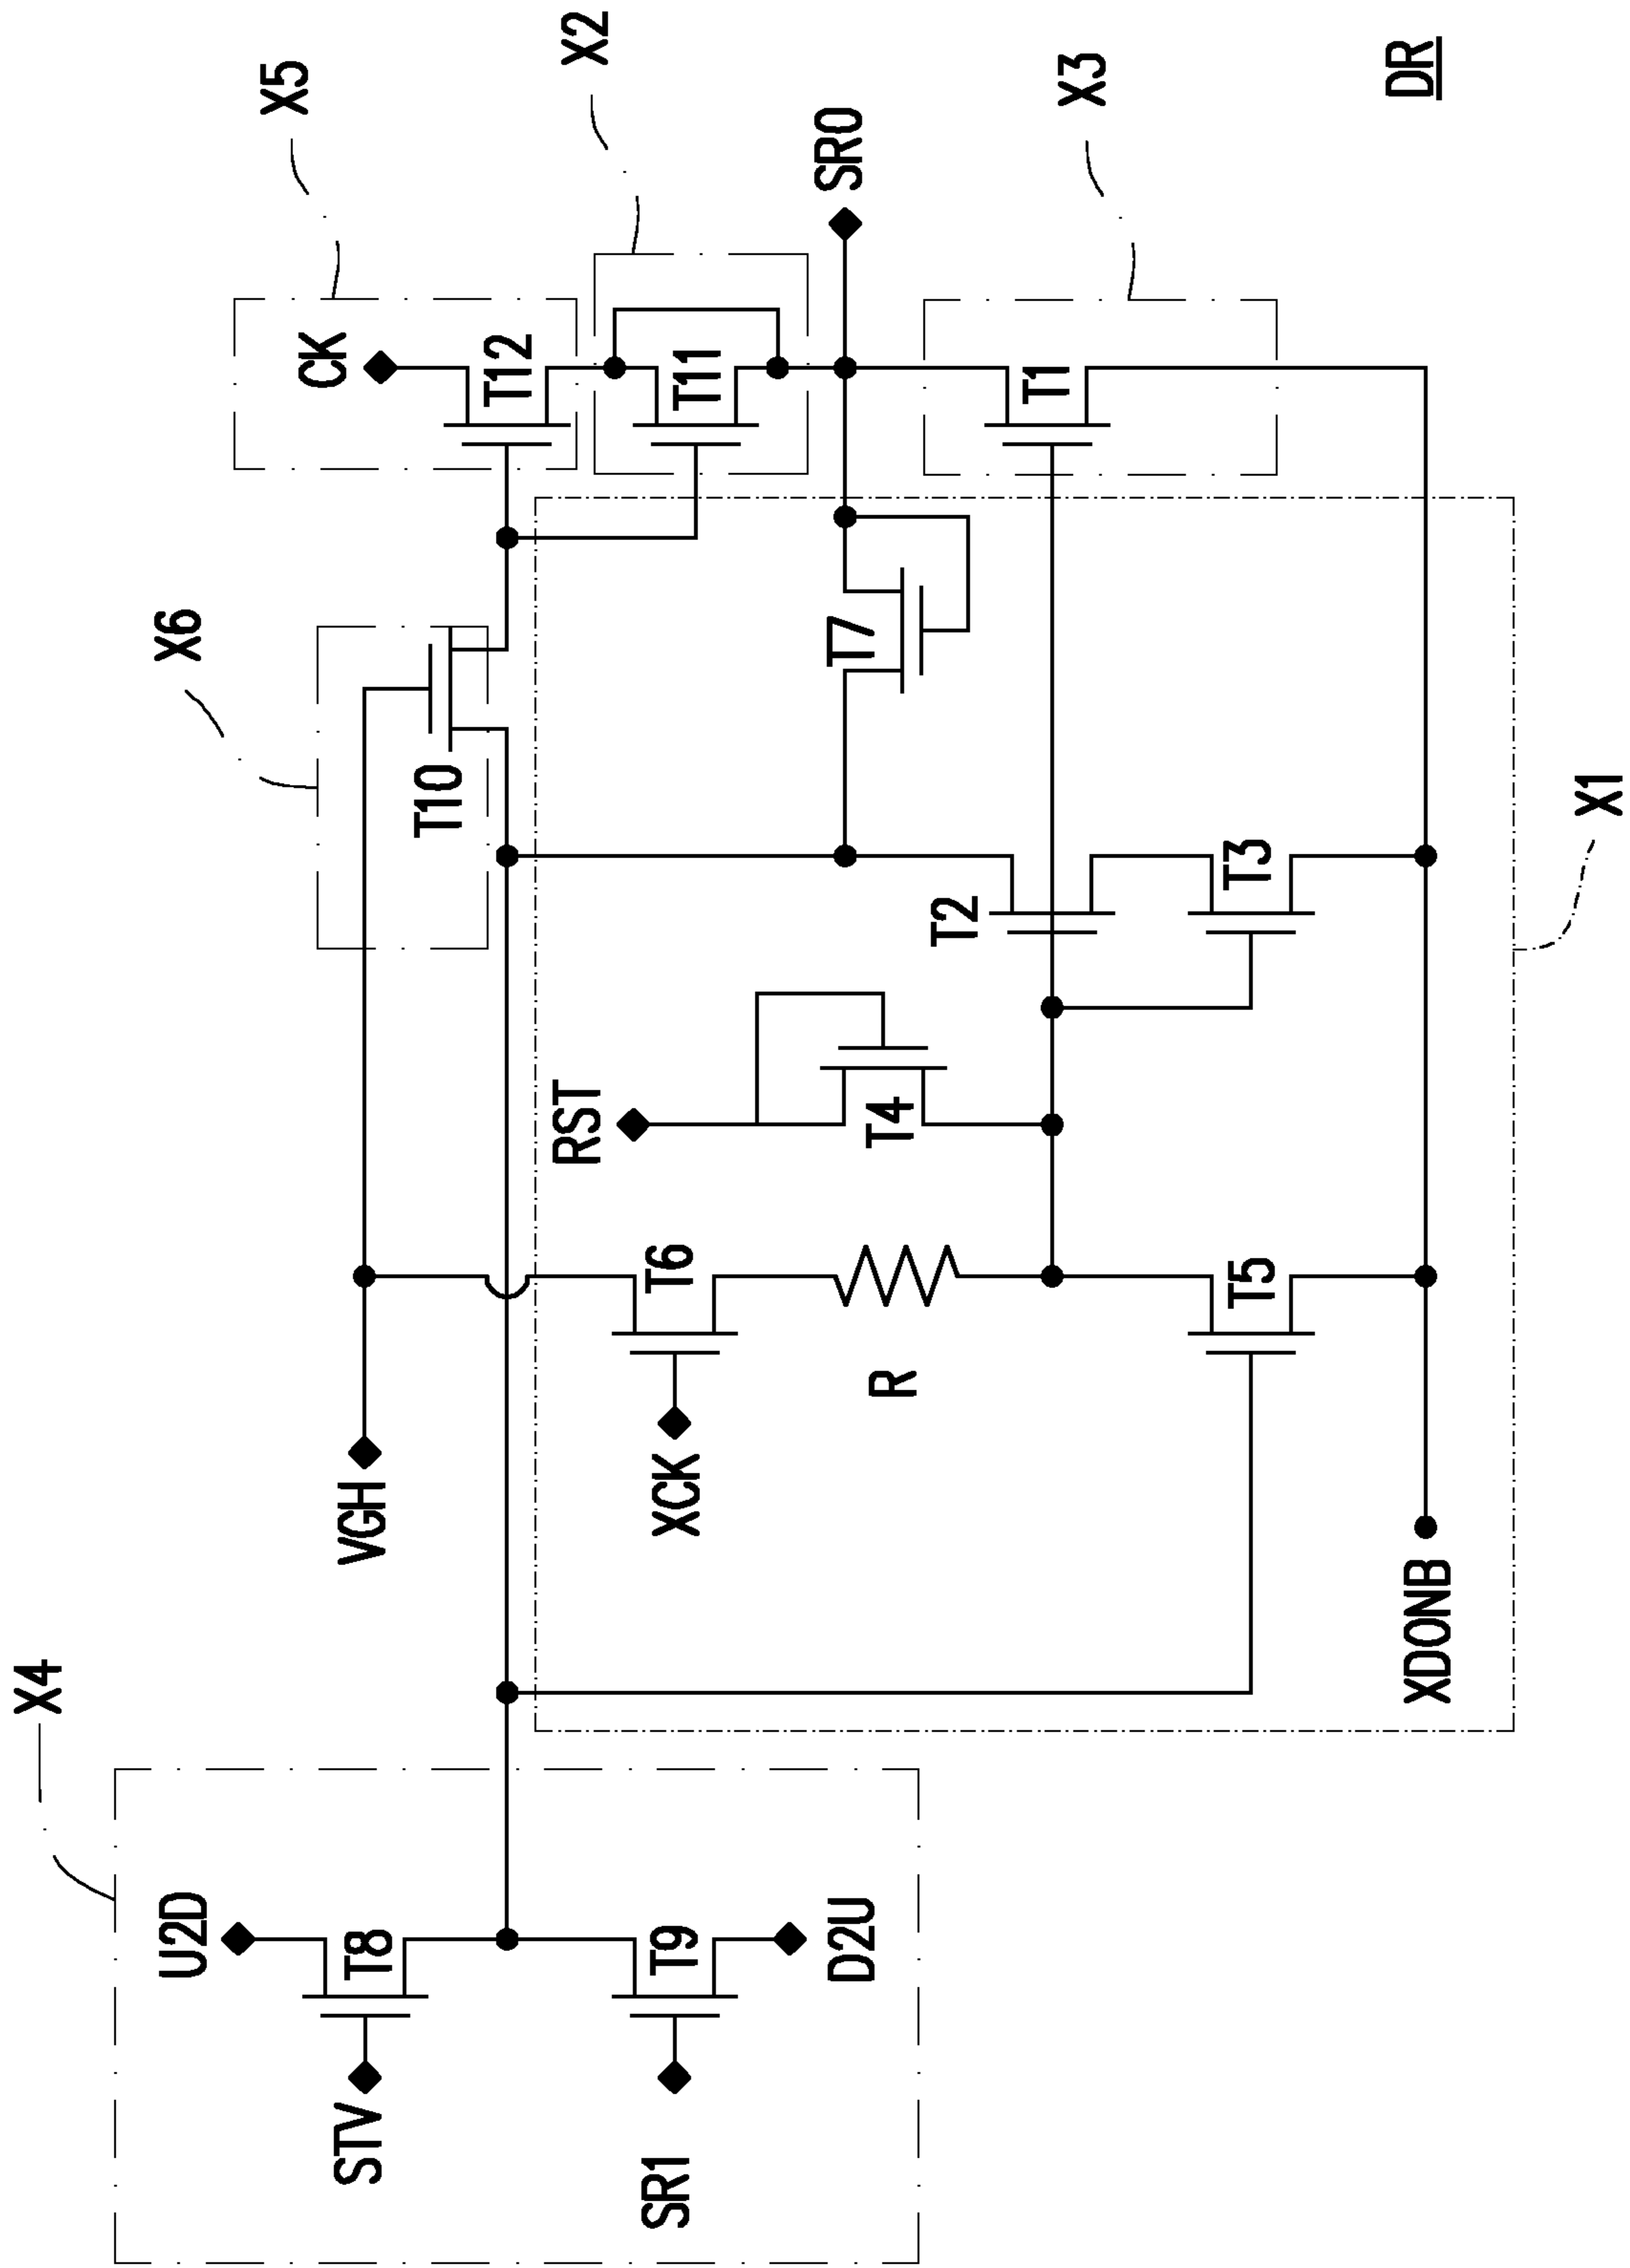 X4
X6
U2D
X5
CK
STV
VGH
T8
T10
T12
RST
X2
SR1
T9
XCK
T6
T11
SR0
D2U
T7
R
T4
T2
T1
X3
T5
T3
XDONB
DR
X1